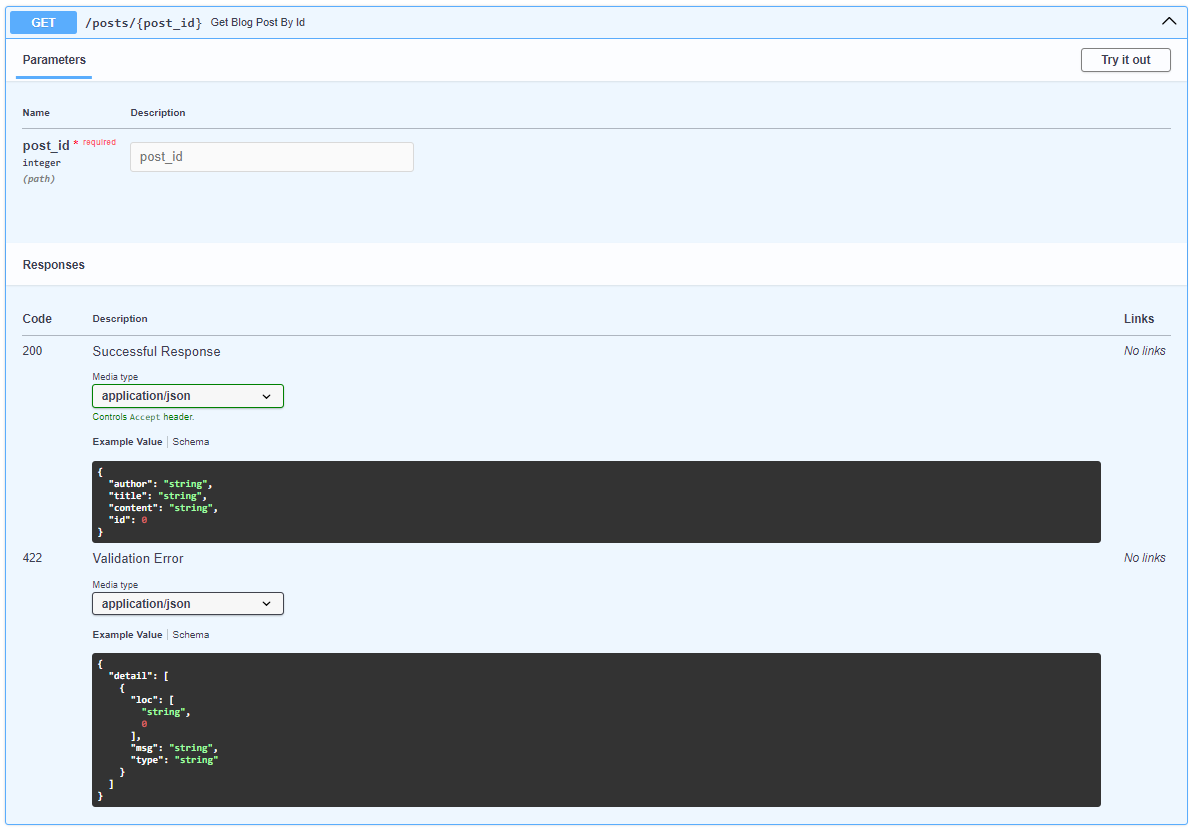 GET /posts/{post_id} Get Blog Post By Id
Parameters Try it out
Name Description
post_id * required
integer
(path)
post_id
Responses
Code Description Links
200 Successful Response No links
Media type
application/json
Controls Accept header.
Example Value Schema
{
  "author": "string",
  "title": "string",
  "content": "string",
  "id": 0
}
422 Validation Error No links
Media type
application/json
Example Value Schema
{
  "detail": [
    {
      "loc": [
        "string",
        0
      ],
      "msg": "string",
      "type": "string"
    }
  ]
}